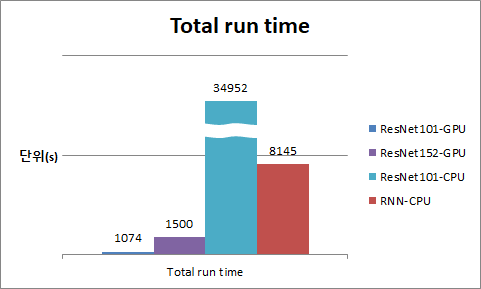 Total run time
34952
8145
1500
1074
단위(s)
Total run time
ResNet101-GPU
ResNet152-GPU
ResNet101-CPU
RNN-CPU